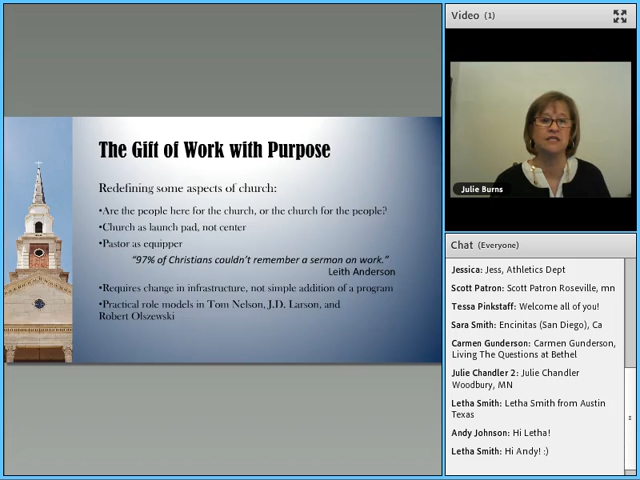 The Gift of Work with Purpose
Redefining some aspects of church:
•Are the people here for the church, or the church for the people?
•Church as launch pad, not center
•Pastor as equipper
“97% of Christians couldn’t remember a sermon on work.”
Leith Anderson
•Requires change in infrastructure, not simple addition of a program
•Practical role models in Tom Nelson, J.D. Larson, and
Robert Olszewski
Video (1)
Julie Burns
Chat (Everyone)
Jessica: Jess, Athletics Dept
Scott Patron: Scott Patron Roseville, mn
Tessa Pinkstaff: Welcome all of you!
Sara Smith: Encinitas (San Diego), Ca
Carmen Gunderson: Carmen Gunderson,
Living The Questions at Bethel
Julie Chandler 2: Julie Chandler
Woodbury, MN
Letha Smith: Letha Smith from Austin
Texas
Andy Johnson: Hi Letha!
Letha Smith: Hi Andy! :)